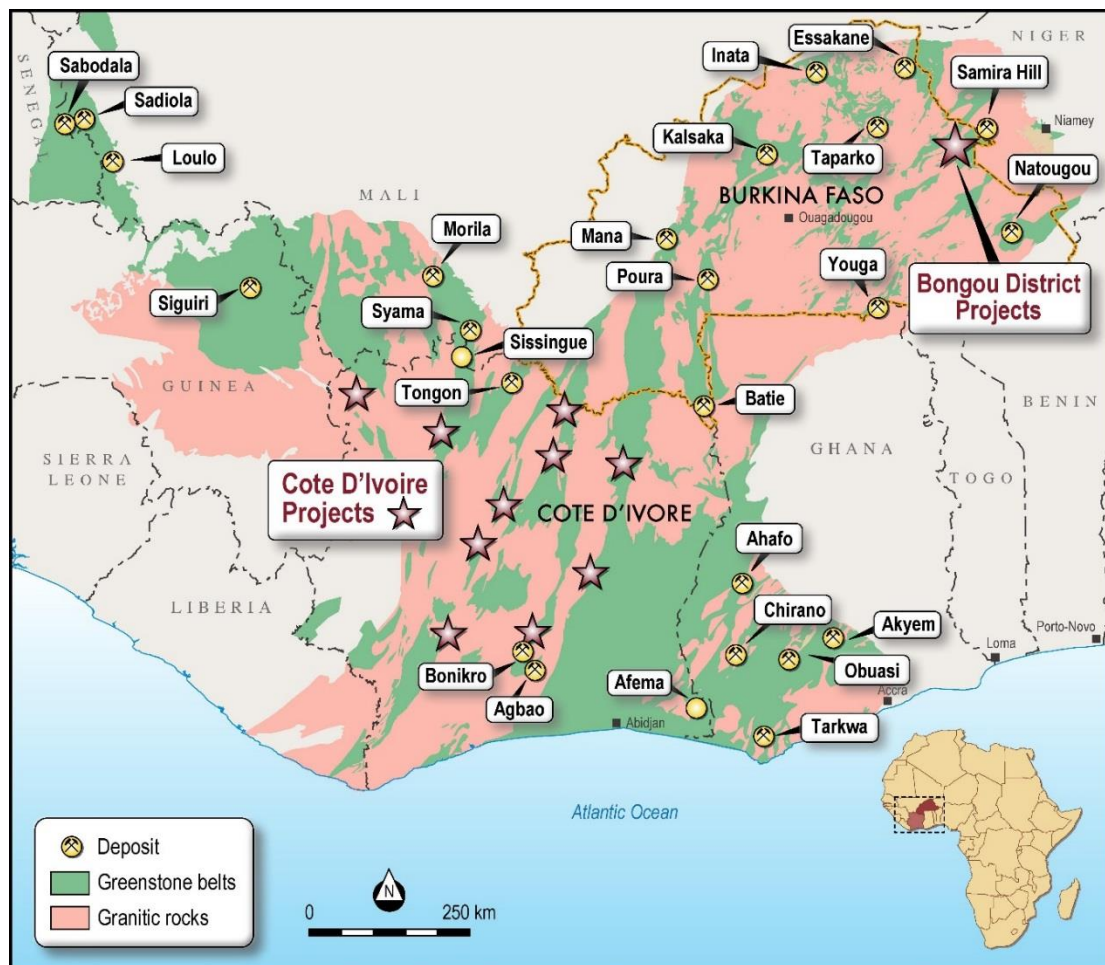 NIGER
Essakane
Inata
Samira Hill
SENEGAL
Sabodala
Sadiola
Niamey
Kalsaka
Taparko
Loulo
Natougou
MALI
BURKINA FASO
Ouagadougou
Morila
Mana
Poura
Youga
Bongou District
Projects
Siguiri
Syama
Sissingue
GUINEA
Tongon
Batie
BENIN
GHANA
SIERRA
LEONE
TOGO
Cote D'Ivoire
Projects
COTE D'IVORE
Ahafo
LIBERIA
Chirano
Akyem
Porto-Novo
Loma
Bonikro
Obuasi
Agbao
Afema
Accra
Abidjan
Tarkwa
Atlantic Ocean
Deposit
Greenstone belts
Granitic rocks
N
0 250 km